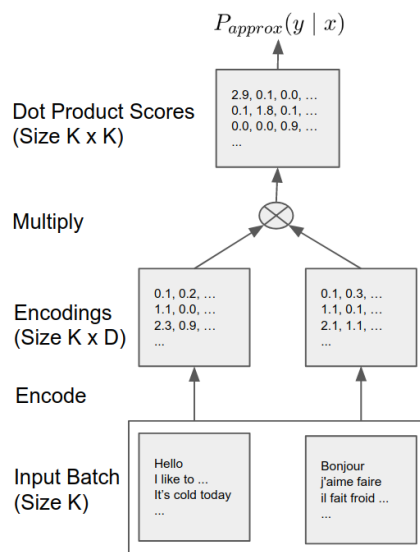 P_approx(y | x)
Dot Product Scores
(Size K x K)
2.9, 0.1, 0.0, ...
0.1, 1.8, 0.1, ...
0.0, 0.0, 0.9, ...
...
Multiply
Encodings
(Size K x D)
0.1, 0.2, ...
1.1, 0.0, ...
2.3, 0.9, ...
...
0.1, 0.3, ...
1.1, 0.1, ...
2.1, 1.1, ...
...
Encode
Input Batch
(Size K)
Hello
I like to ...
It's cold today
...
Bonjour
j'aime faire
il fait froid ...
...